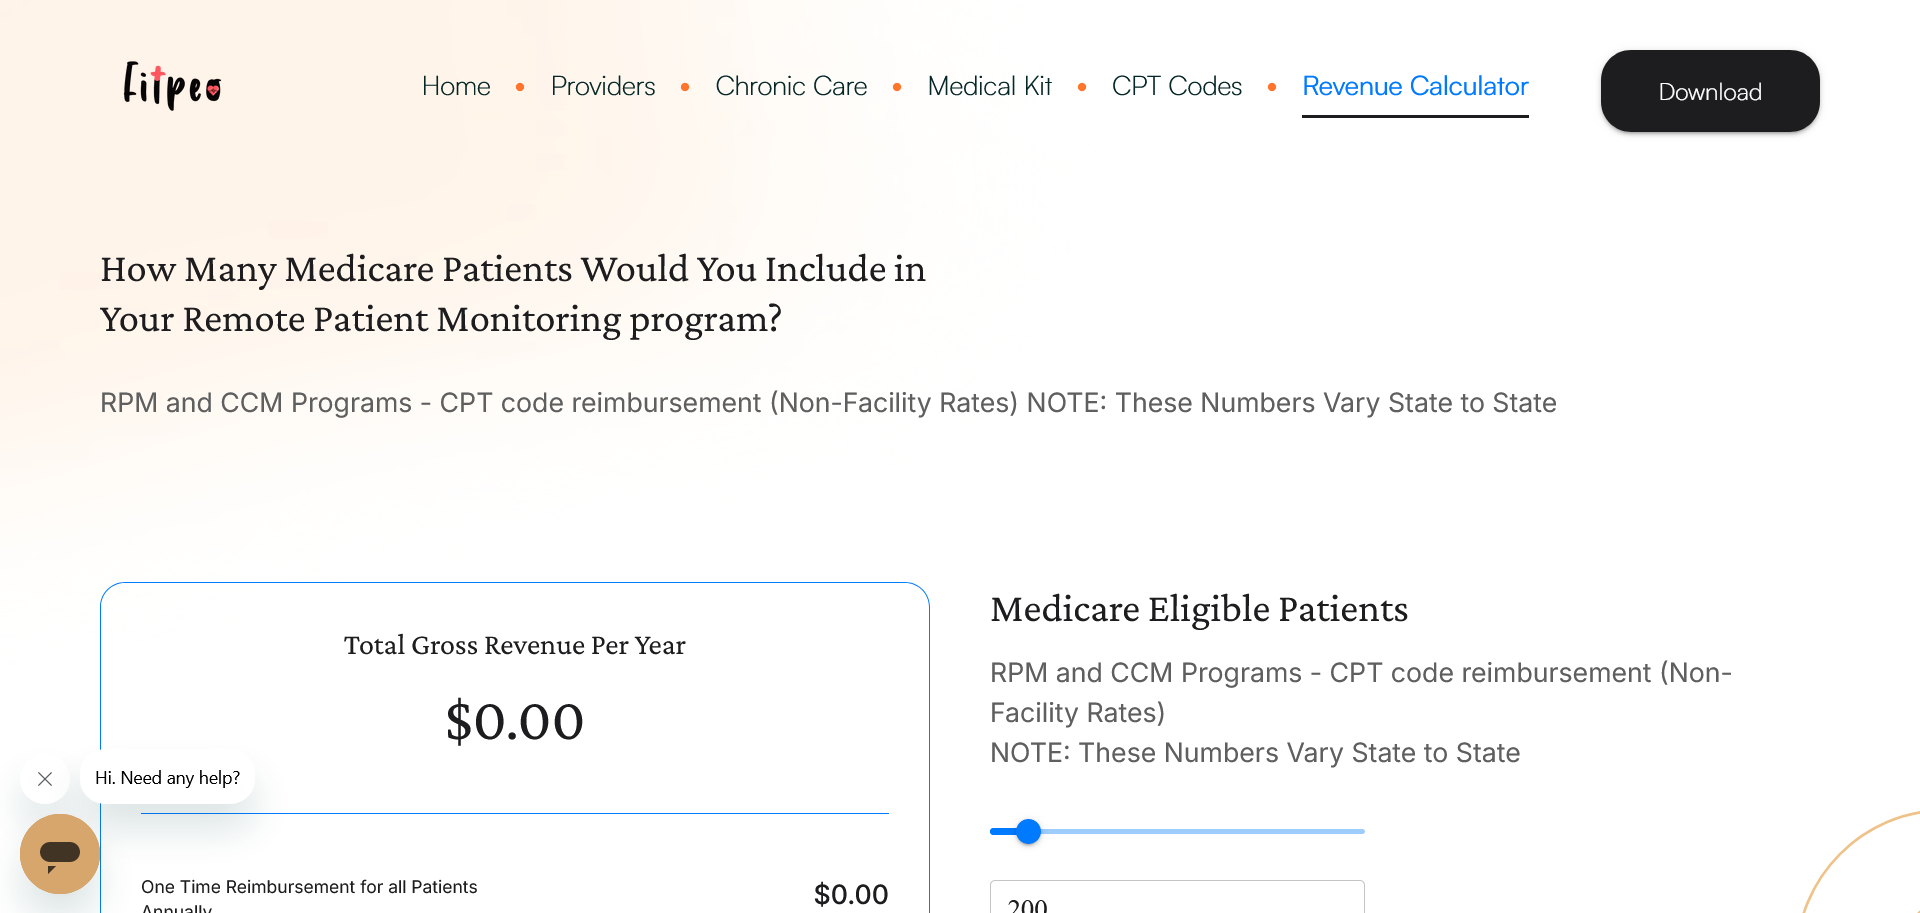 Fitpeo
Home
Providers
Chronic Care
Medical Kit
CPT Codes
Revenue Calculator
Download
How Many Medicare Patients Would You Include in
Your Remote Patient Monitoring program?
RPM and CCM Programs - CPT code reimbursement (Non-Facility Rates) NOTE: These Numbers Vary State to State
Total Gross Revenue Per Year
$0.00
One Time Reimbursement for all Patients
Annually
$0.00
Medicare Eligible Patients
RPM and CCM Programs - CPT code reimbursement (Non-
Facility Rates)
NOTE: These Numbers Vary State to State
200
Hi. Need any help?